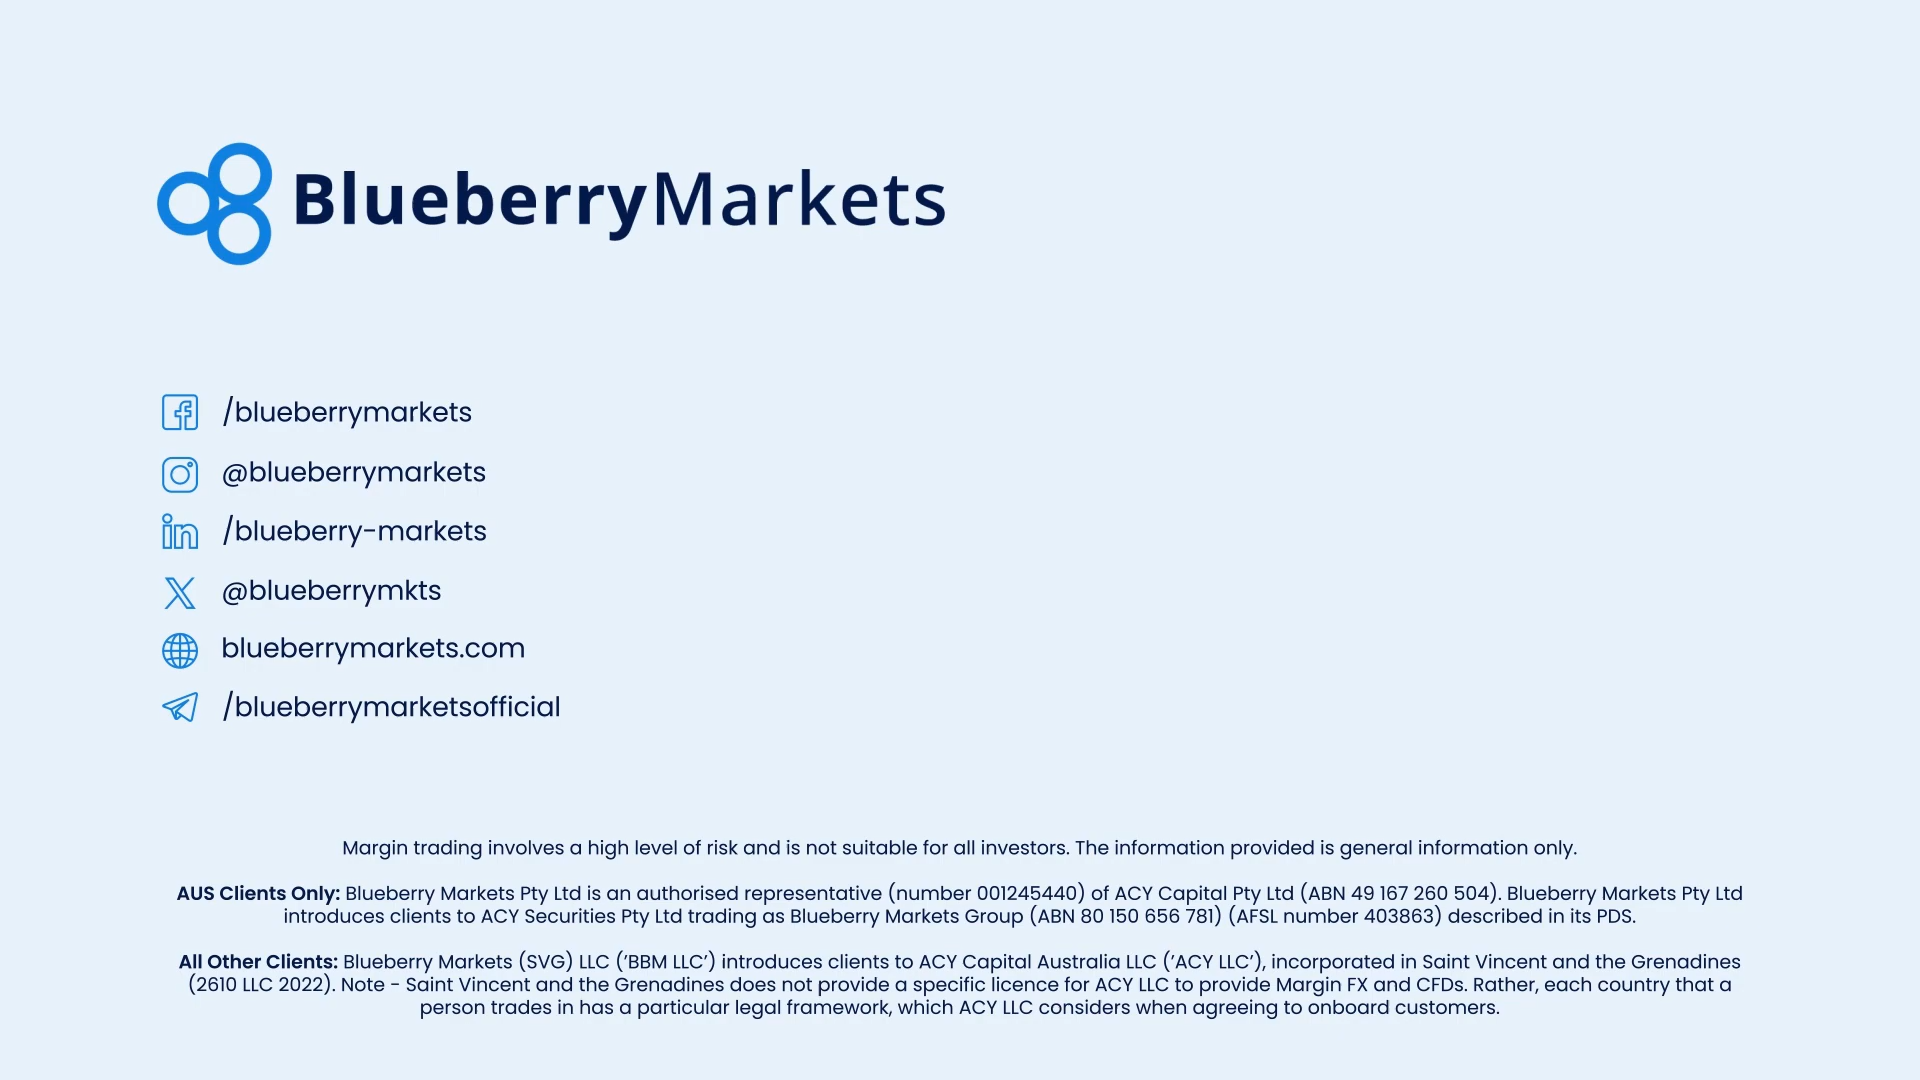 BlueberryMarkets
/blueberrymarkets
@blueberrymarkets
/blueberry-markets
@blueberrymkts
blueberrymarkets.com
/blueberrymarketsofficial
Margin trading involves a high level of risk and is not suitable for all investors. The information provided is general information only.
AUS Clients Only: Blueberry Markets Pty Ltd is an authorised representative (number 001245440) of ACY Capital Pty Ltd (ABN 49 167 260 504). Blueberry Markets Pty Ltd
introduces clients to ACY Securities Pty Ltd trading as Blueberry Markets Group (ABN 80 150 656 781) (AFSL number 403863) described in its PDS.
All Other Clients: Blueberry Markets (SVG) LLC (’BBM LLC’) introduces clients to ACY Capital Australia LLC (’ACY LLC’), incorporated in Saint Vincent and the Grenadines
(2610 LLC 2022). Note - Saint Vincent and the Grenadines does not provide a specific licence for ACY LLC to provide Margin FX and CFDs. Rather, each country that a
person trades in has a particular legal framework, which ACY LLC considers when agreeing to onboard customers.